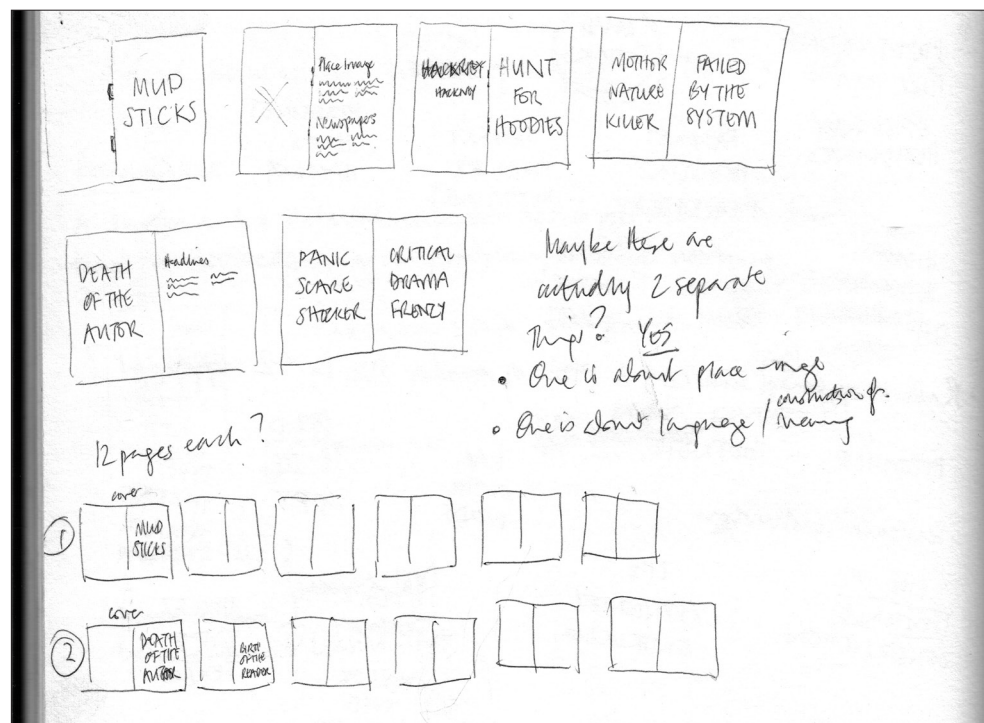 MUD
STICKS
Place Image
Newspapers
HACKNEY
HUNT
FOR
HOODIES
MOTHER
NATURE
KILLER
FAILED
BY THE
SYSTEM
DEATH
OF THE
AUTOR
Headlines
PANIC
SCARE
SHOCKER
CRITICAL
DRAMA
FRENZY
Maybe these are
actually 2 separate
Things? YES
• One is about place-image
• One is about language / construction of
meaning
12 pages each?
cover
1
MUD
STICKS
cover
2
DEATH
OF THE
AUTHOR
BIRTH
OF THE
READER